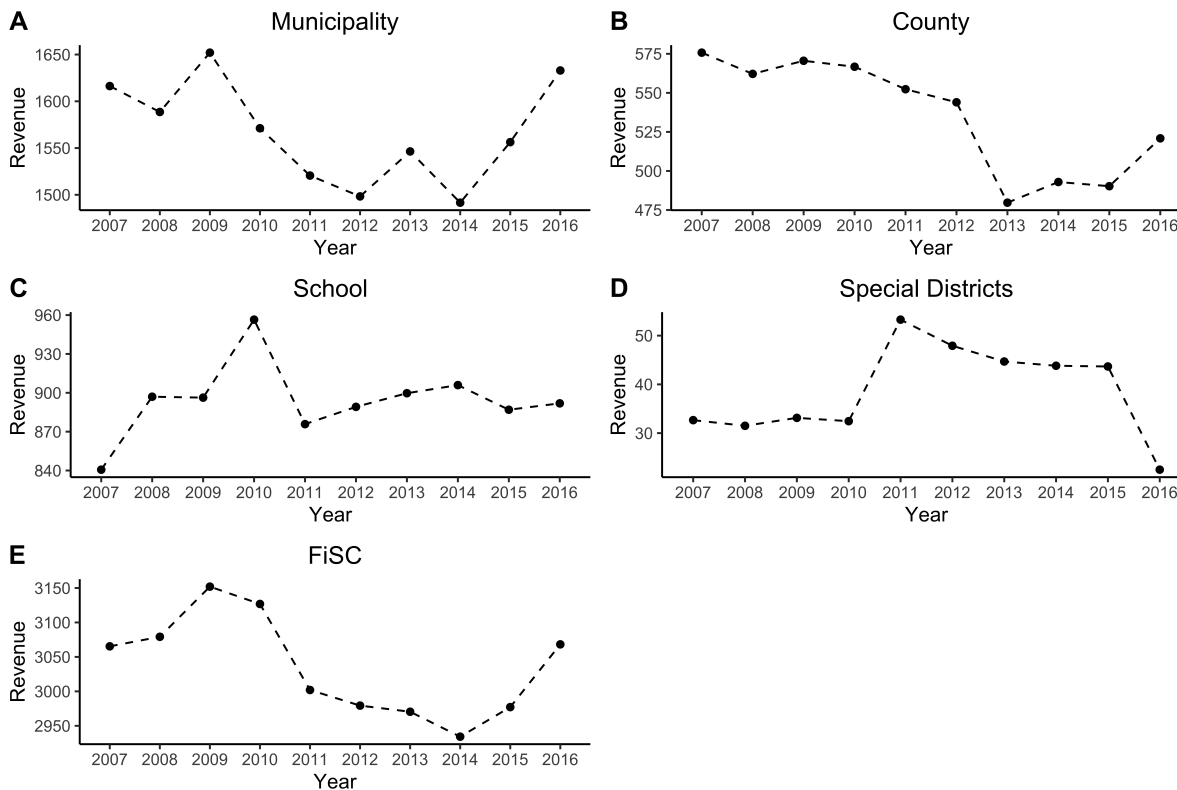 A Municipality
Revenue
1650
1600
1550
1500
2007 2008 2009 2010 2011 2012 2013 2014 2015 2016
Year
B County
Revenue
575
550
525
500
475
2007 2008 2009 2010 2011 2012 2013 2014 2015 2016
Year
C School
Revenue
960
930
900
870
840
2007 2008 2009 2010 2011 2012 2013 2014 2015 2016
Year
D Special Districts
Revenue
50
40
30
2007 2008 2009 2010 2011 2012 2013 2014 2015 2016
Year
E FiSC
Revenue
3150
3100
3050
3000
2950
2007 2008 2009 2010 2011 2012 2013 2014 2015 2016
Year